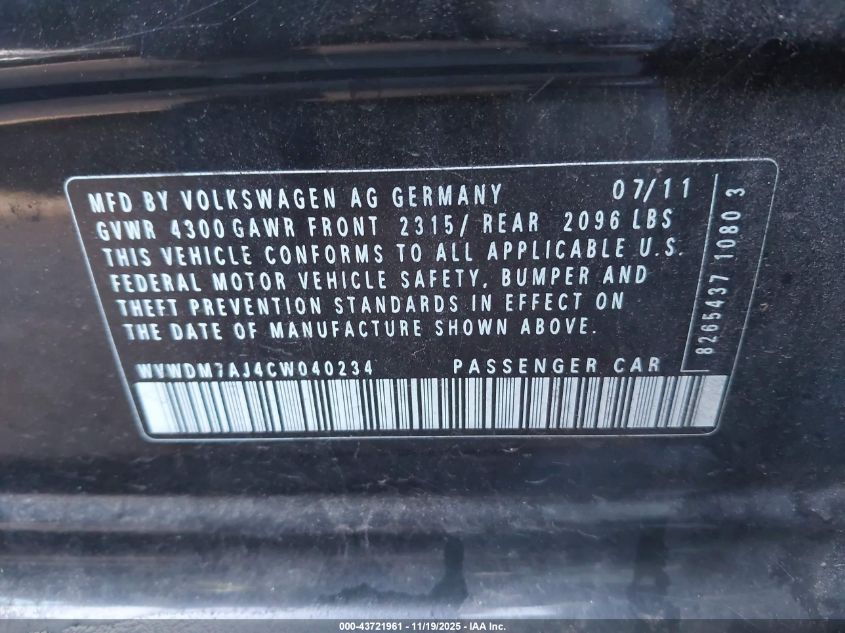 MFD BY VOLKSWAGEN AG GERMANY 07/11
GVWR 4300 GAWR FRONT 2315/ REAR 2096 LBS
THIS VEHICLE CONFORMS TO ALL APPLICABLE U.S.
FEDERAL MOTOR VEHICLE SAFETY, BUMPER AND
THEFT PREVENTION STANDARDS IN EFFECT ON
THE DATE OF MANUFACTURE SHOWN ABOVE.
WVWDM7AJ4CW040234 PASSENGER CAR
8265437 1080 3
000-43721961 - 11/19/2025 - IAA Inc.